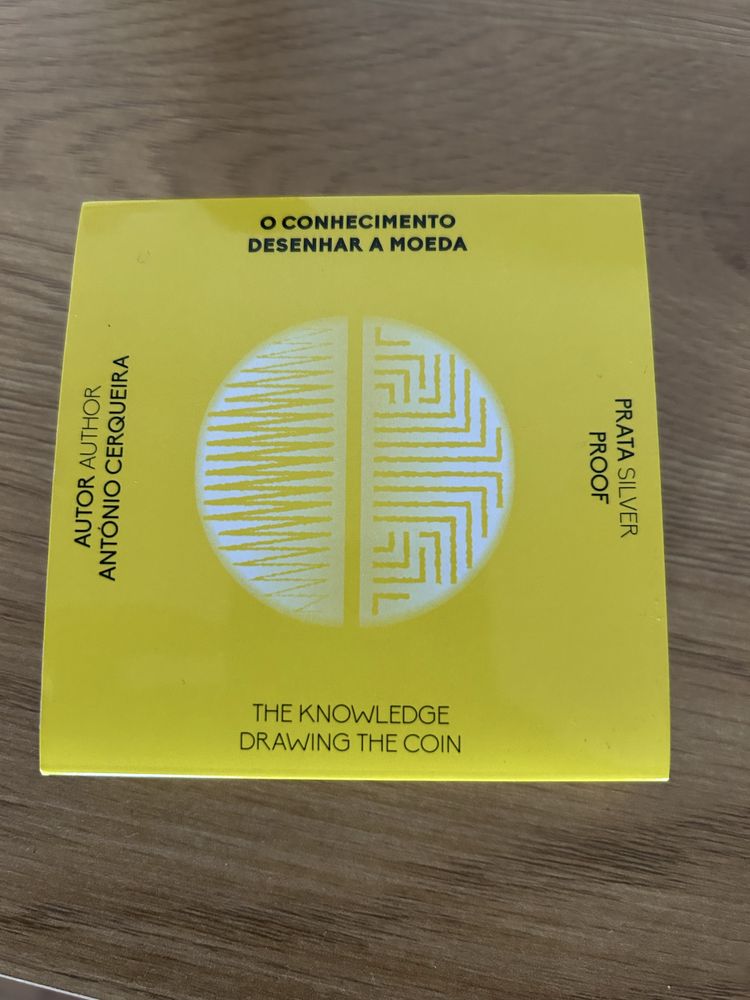 O CONHECIMENTO
DESENHAR A MOEDA
AUTOR AUTHOR
ANTÓNIO CERQUEIRA
PRATA SILVER
PROOF
THE KNOWLEDGE
DRAWING THE COIN